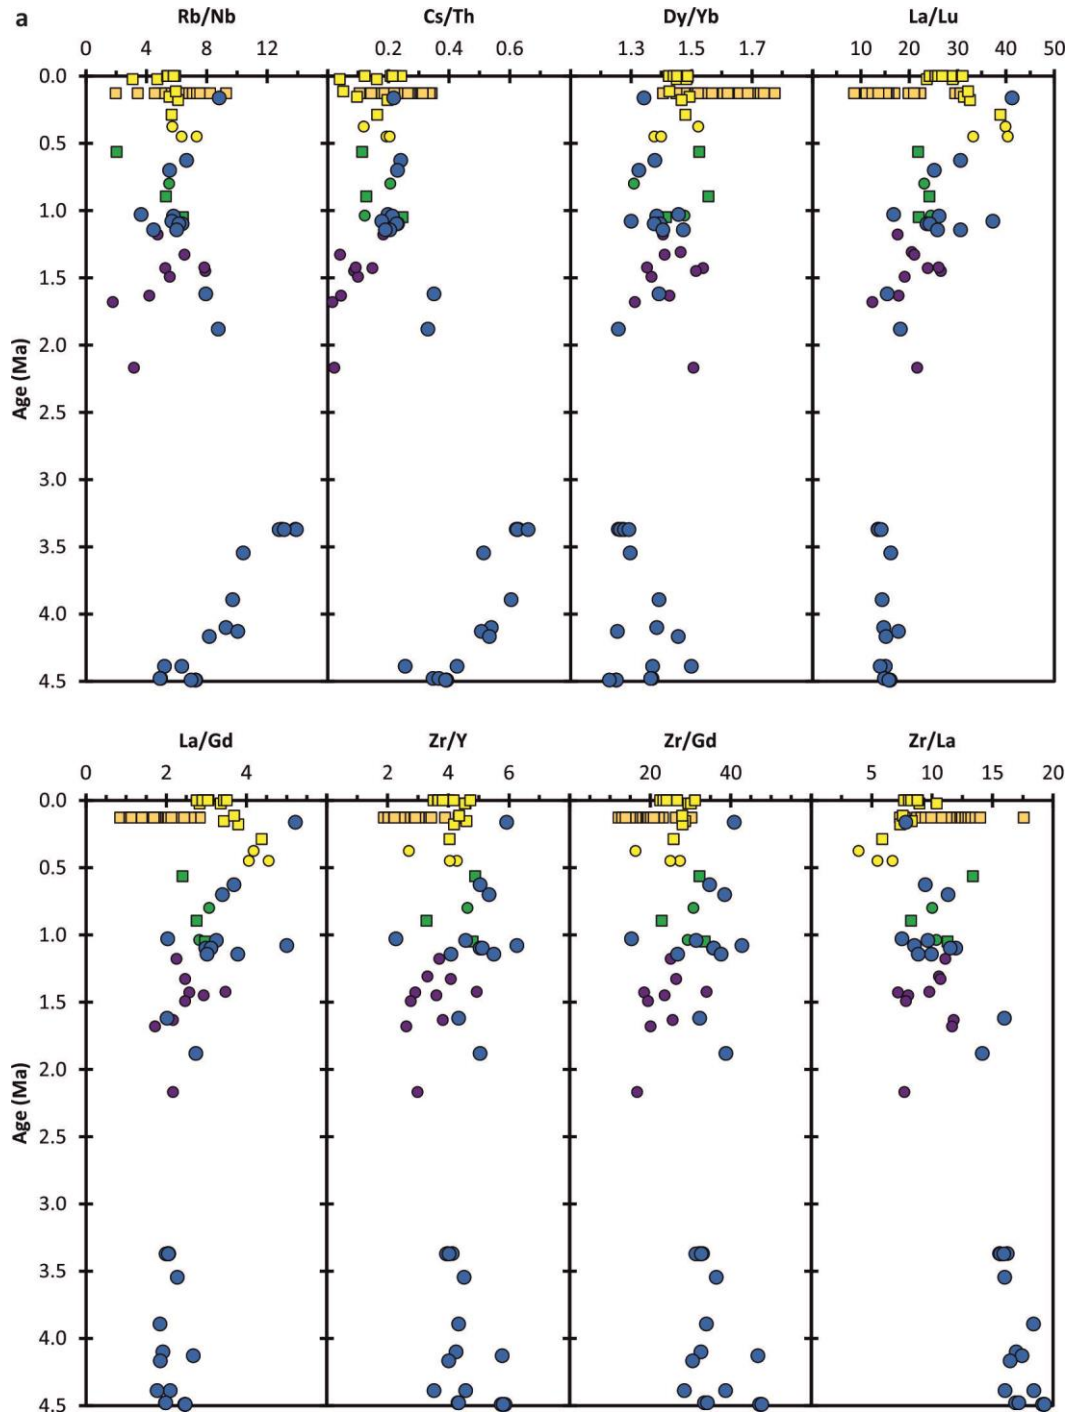 a
Rb/Nb Cs/Th Dy/Yb La/Lu
0 4 8 12 0.2 0.4 0.6 1.3 1.5 1.7 10 20 30 40 50
0.0
0.5
1.0
1.5
2.0
2.5
3.0
3.5
4.0
4.5
Age (Ma)
La/Gd Zr/Y Zr/Gd Zr/La
0 2 4 2 4 6 20 40 5 10 15 20
0.0
0.5
1.0
1.5
2.0
2.5
3.0
3.5
4.0
4.5
Age (Ma)